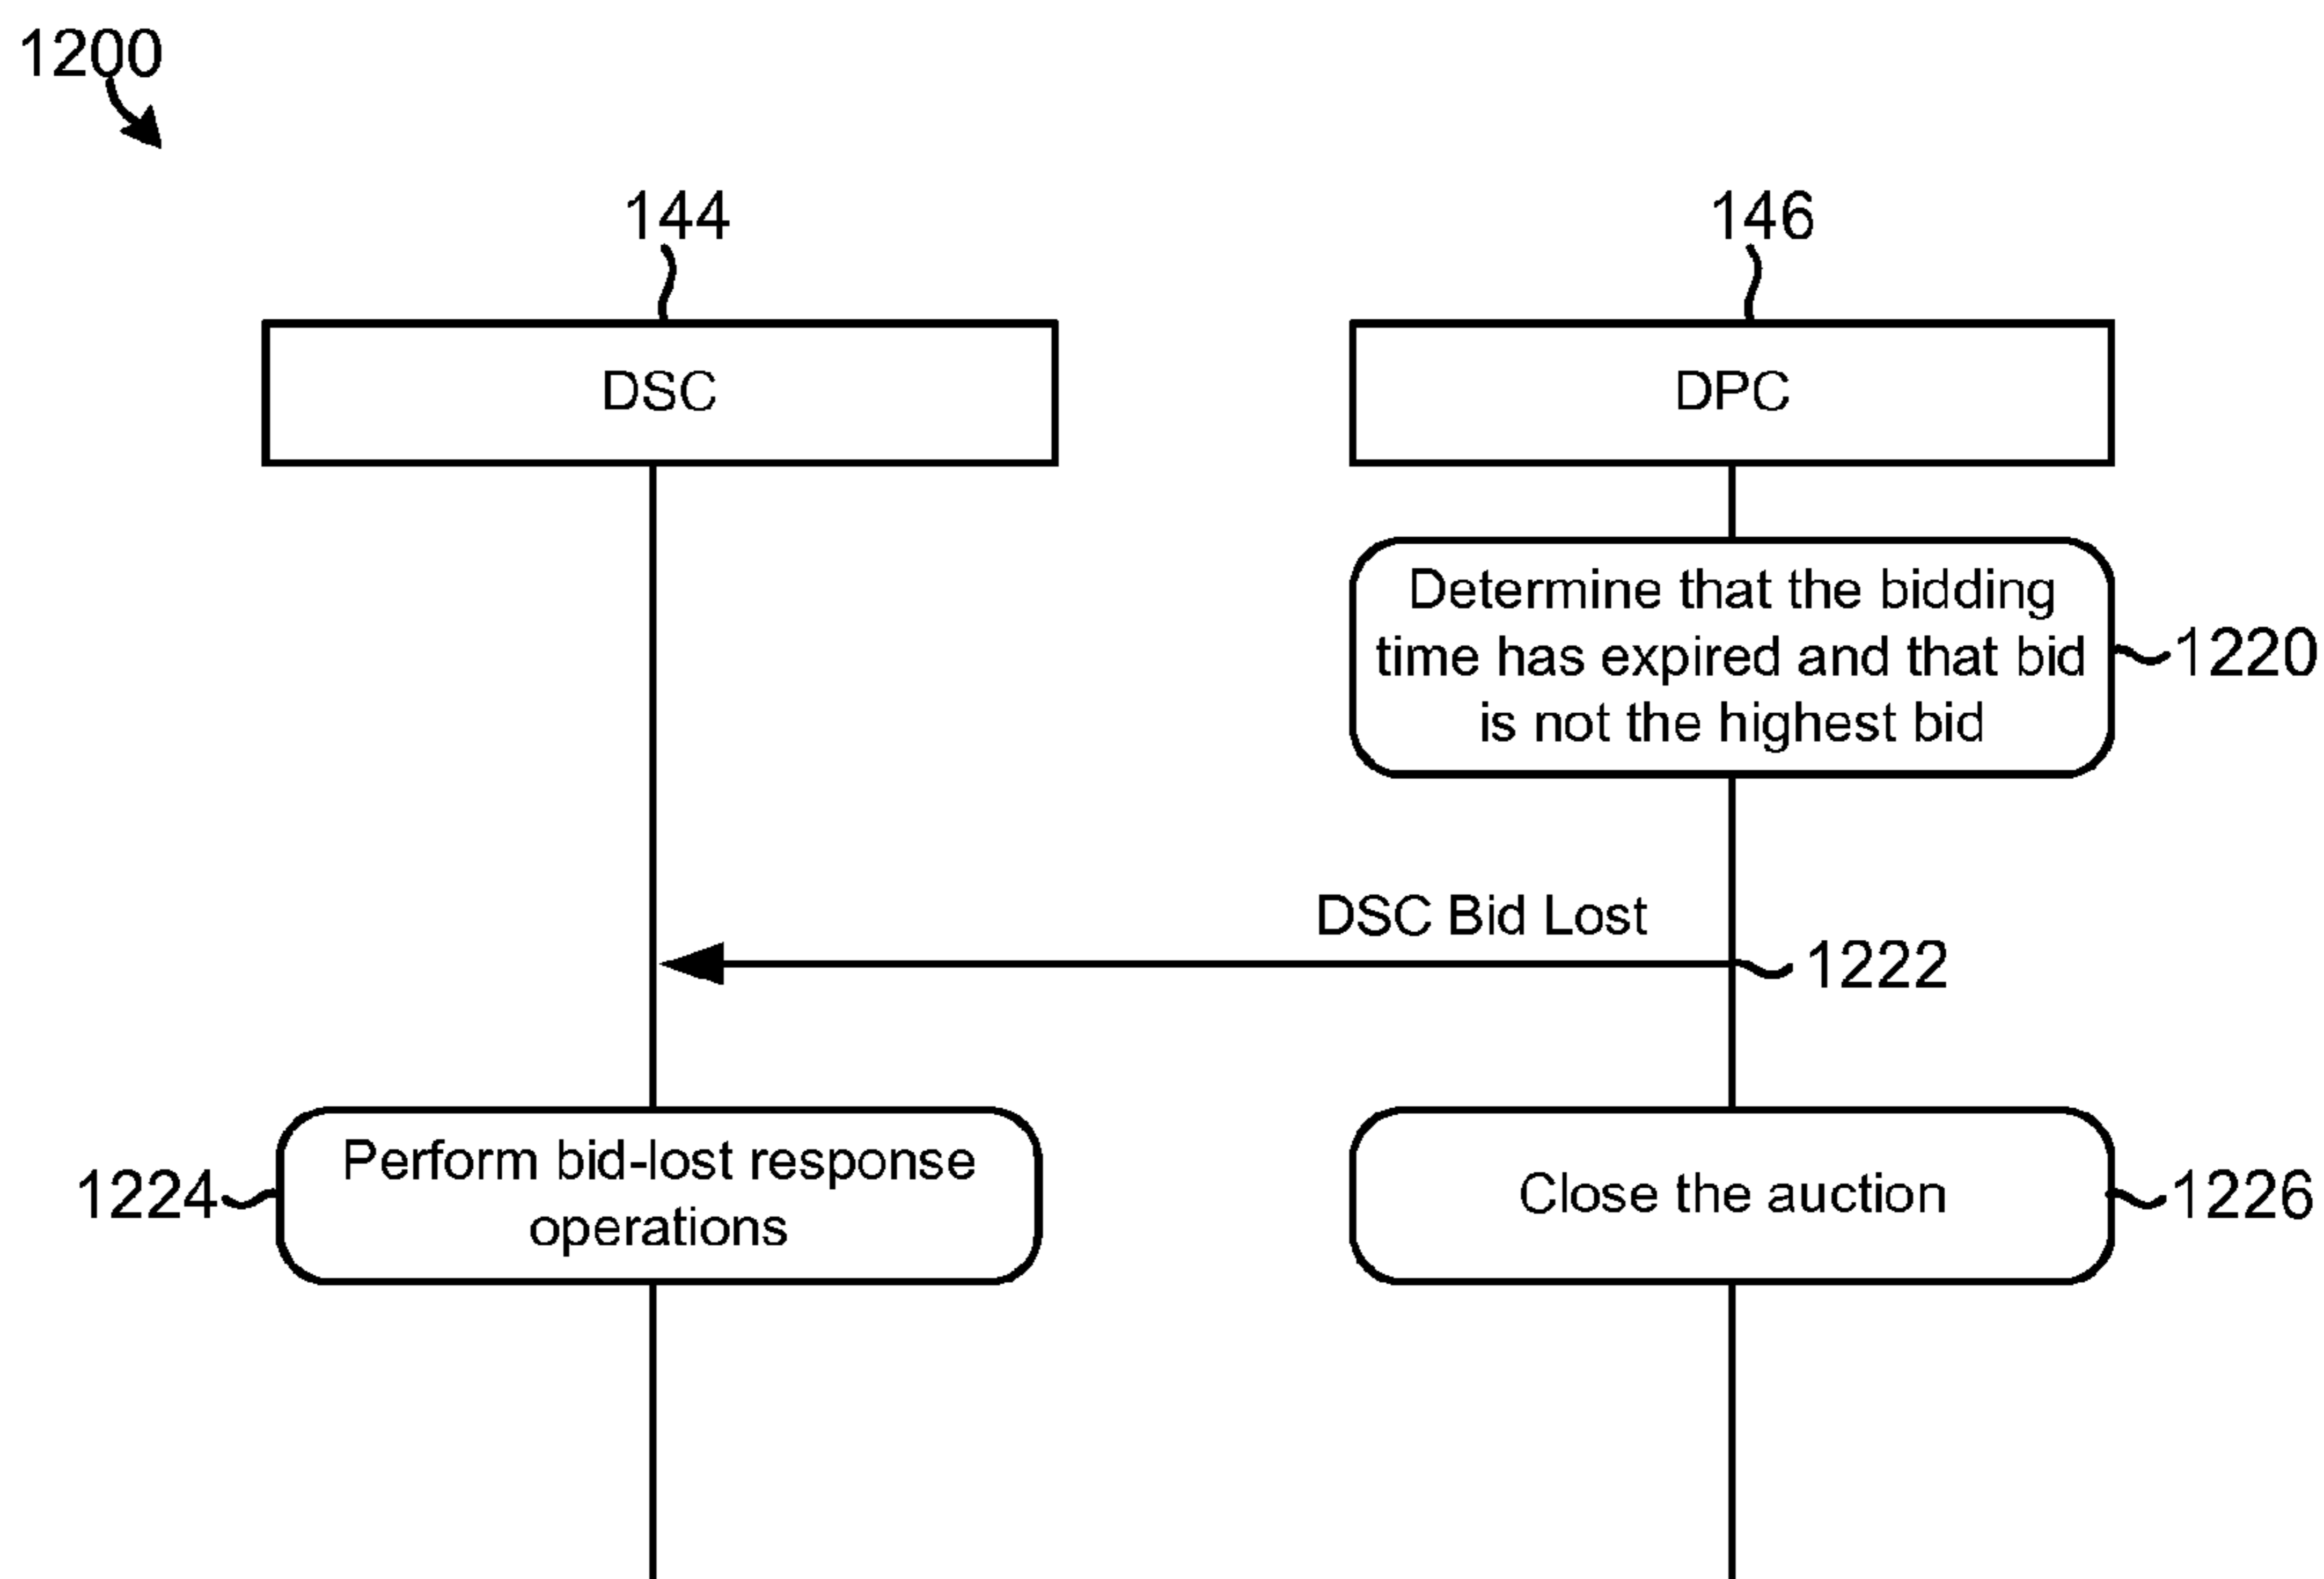 1200
144
146
DSC
DPC
Determine that the bidding
time has expired and that bid
is not the highest bid
1220
DSC Bid Lost
1222
1224
Perform bid-lost response
operations
Close the auction
1226